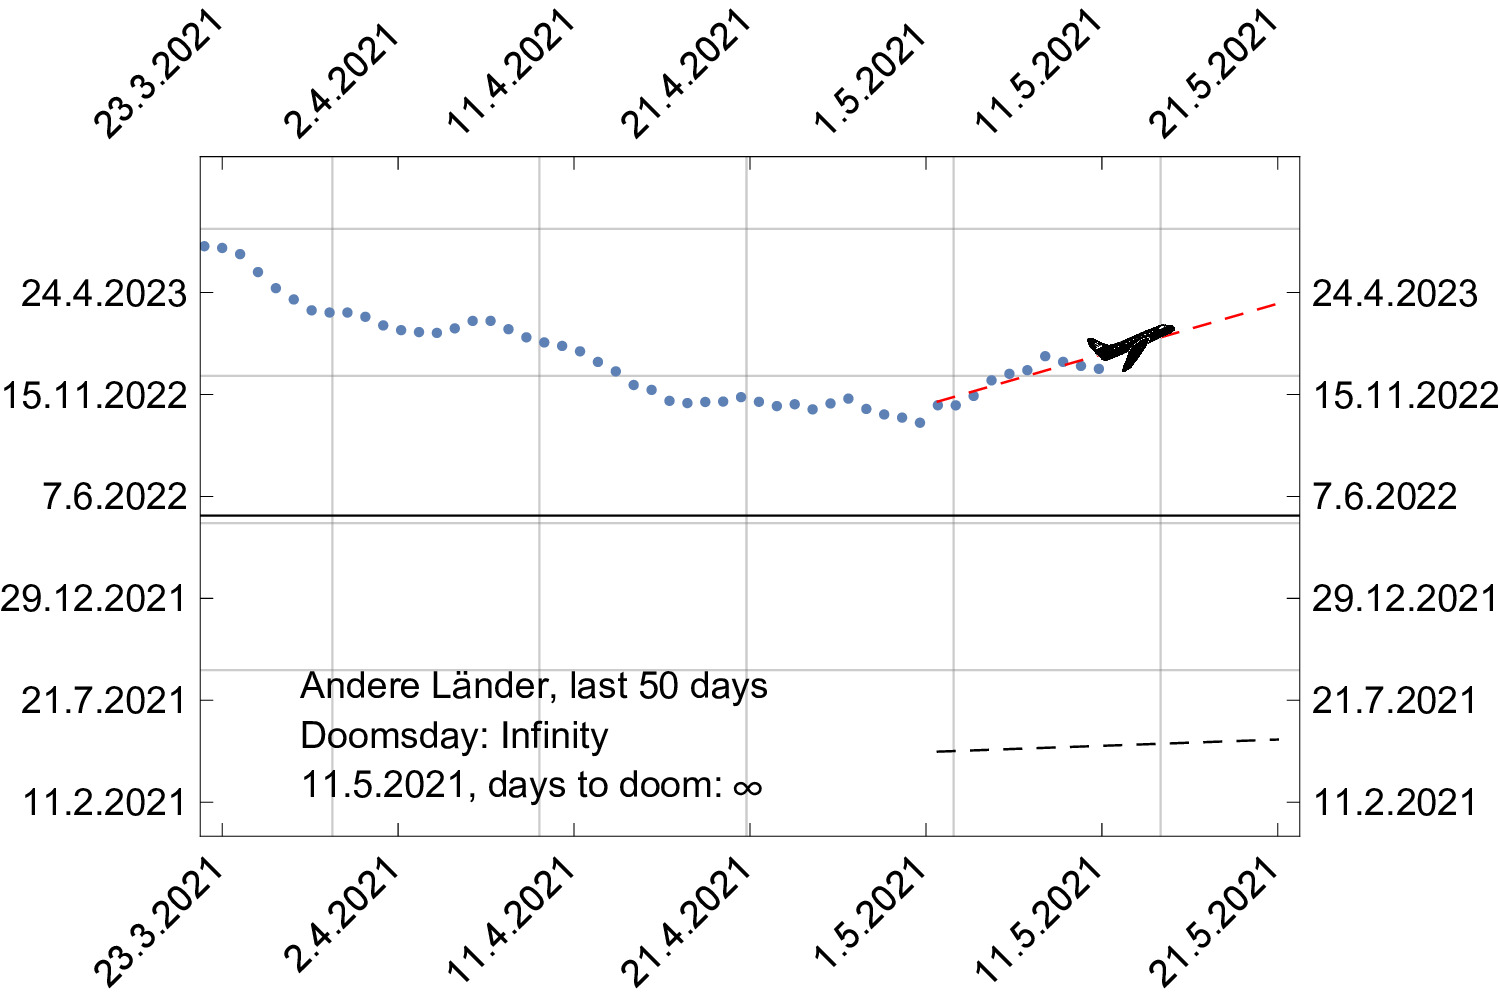 23.3.2021 2.4.2021 11.4.2021 21.4.2021 1.5.2021 11.5.2021 21.5.2021
24.4.2023 24.4.2023
15.11.2022 15.11.2022
7.6.2022 7.6.2022
29.12.2021 29.12.2021
Andere Länder, last 50 days
21.7.2021 21.7.2021
Doomsday: Infinity
11.5.2021, days to doom: ∞
11.2.2021 11.2.2021
23.3.2021 2.4.2021 11.4.2021 21.4.2021 1.5.2021 11.5.2021 21.5.2021